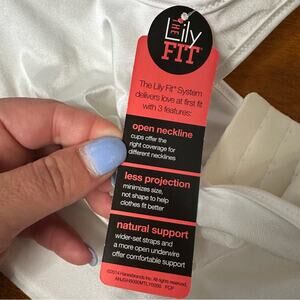 THE
Lily
FIT™
The Lily Fit™ System
delivers love at first fit
with 3 features:
open neckline
cups offer the
right coverage for
different necklines
less projection
minimizes size,
not shape to help
clothes fit better
natural support
wider-set straps and
a more open underwire
offer comfortable support
©2014 Hanesbrands Inc. All rights reserved.